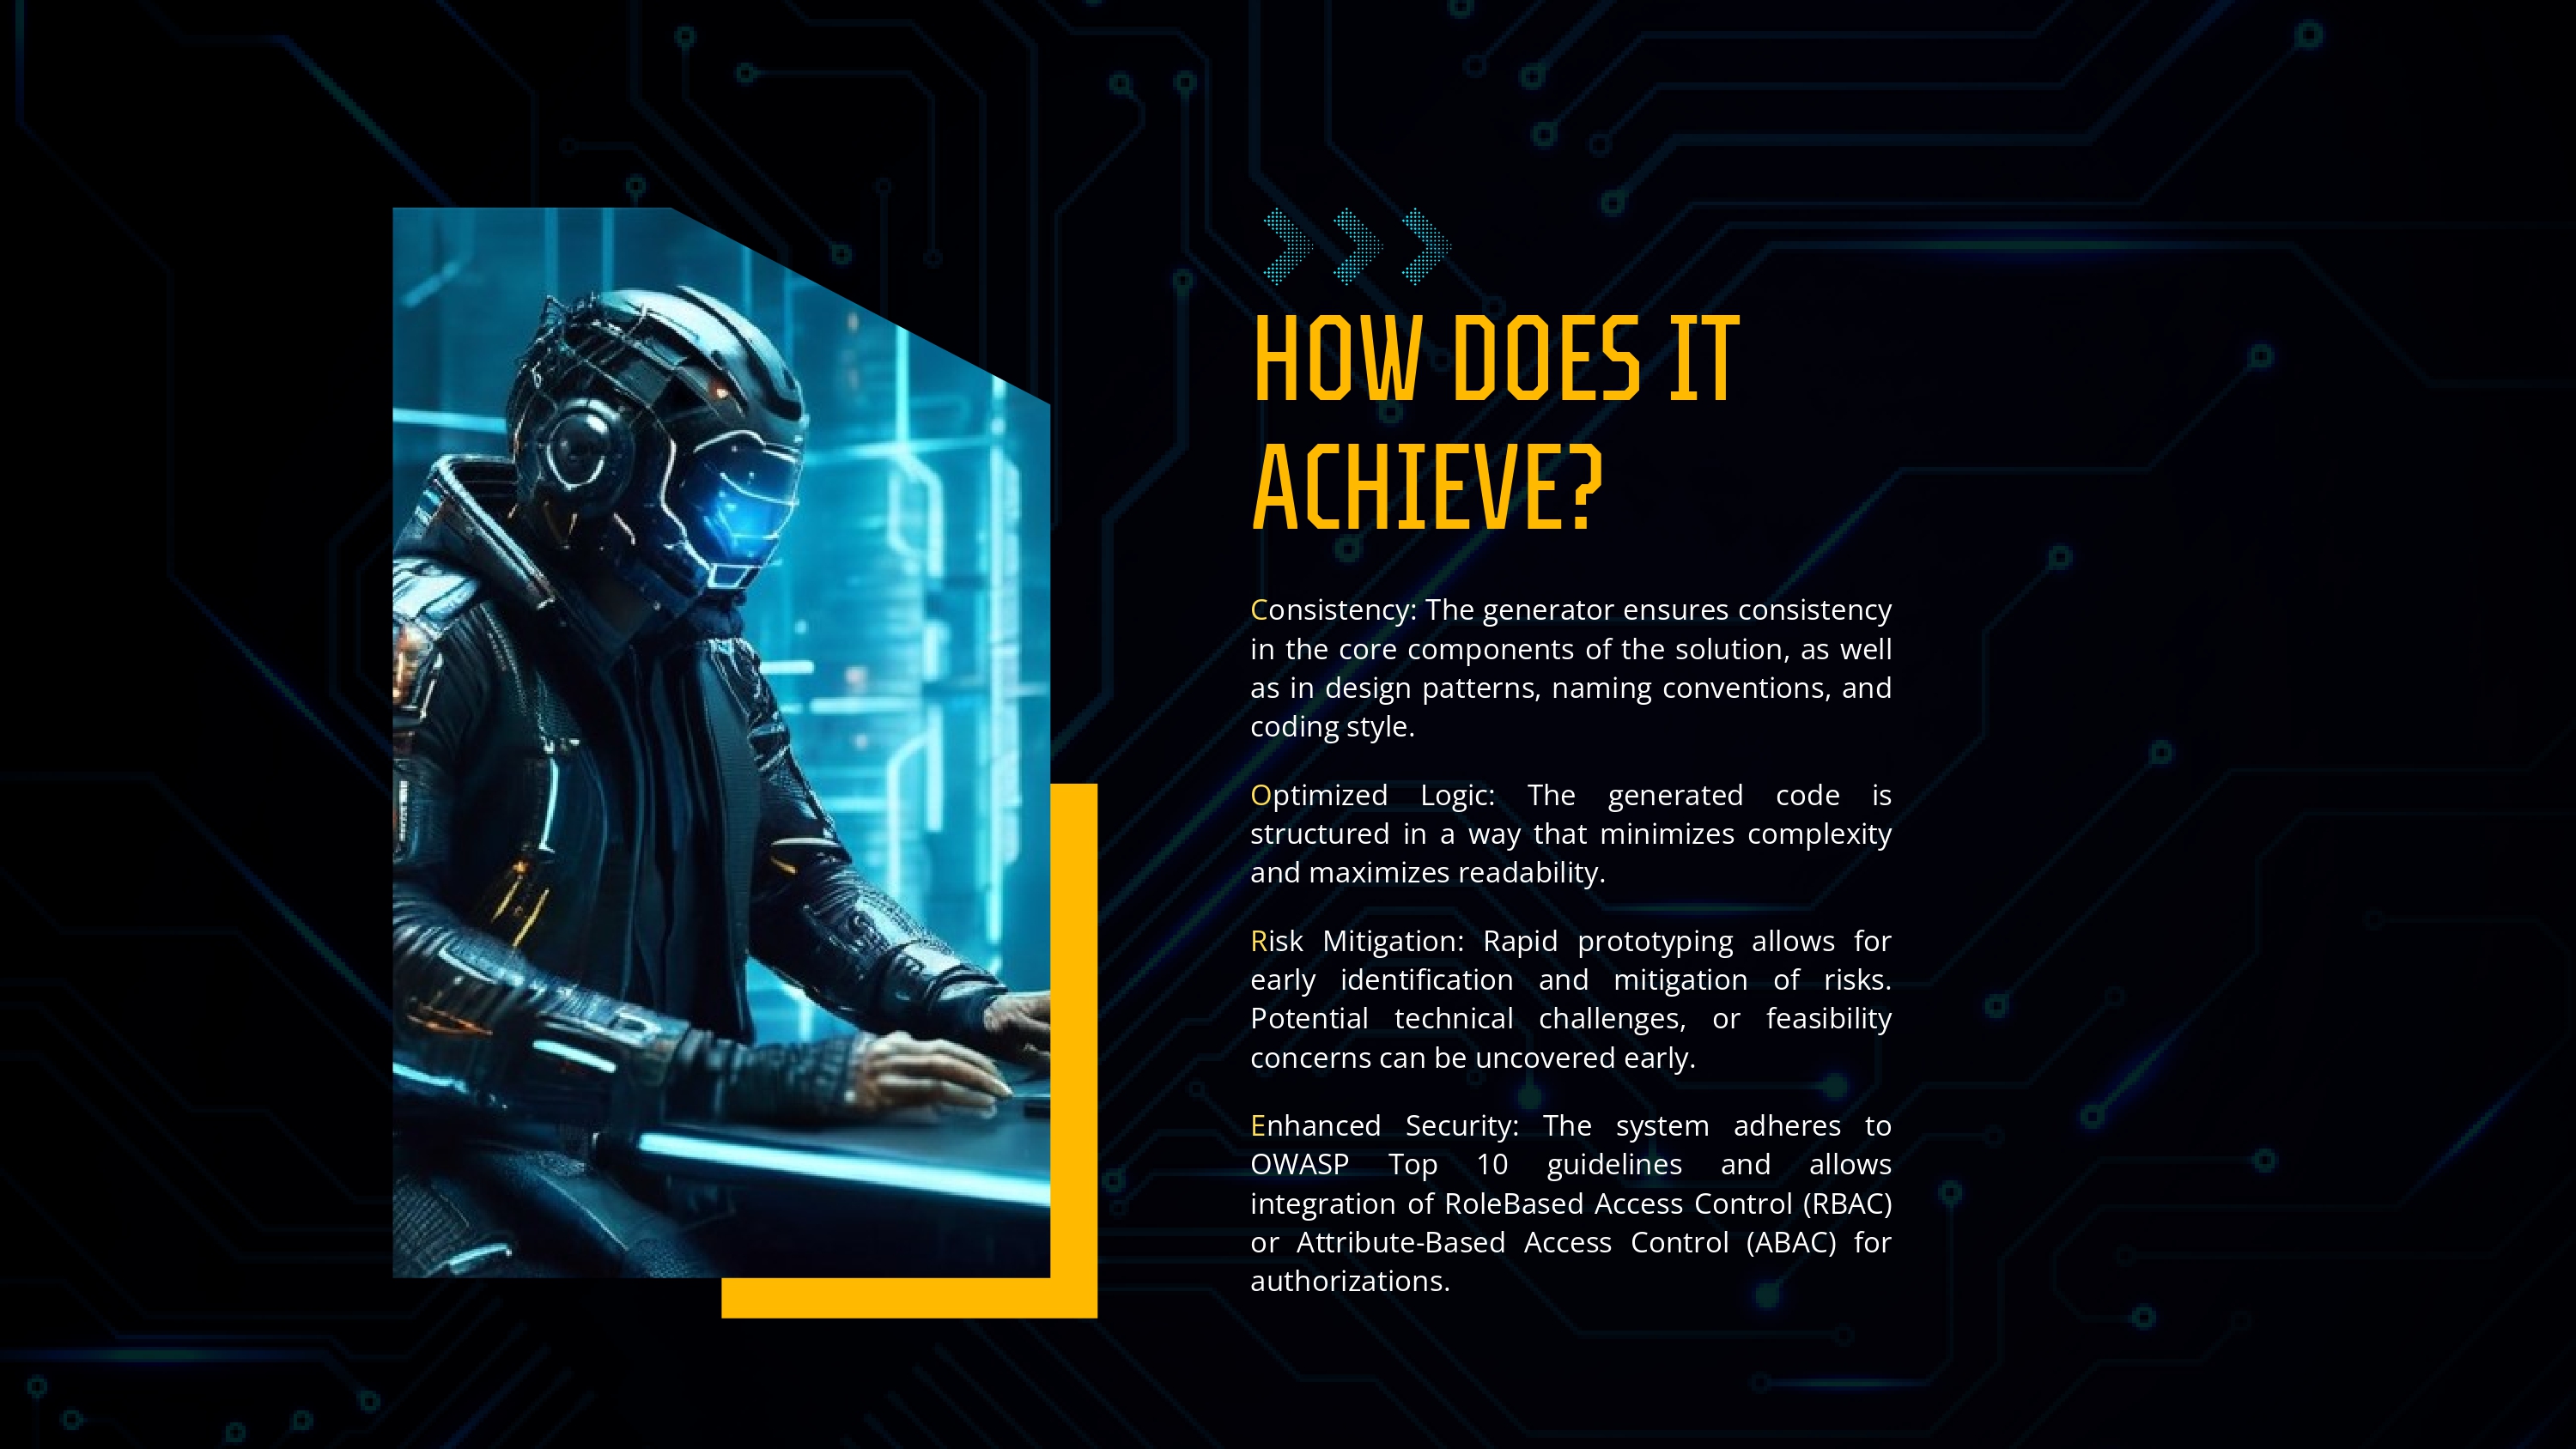 HOW DOES IT
ACHIEVE?
Consistency: The generator ensures consistency
in the core components of the solution, as well
as in design patterns, naming conventions, and
coding style.
Optimized Logic: The generated code is
structured in a way that minimizes complexity
and maximizes readability.
Risk Mitigation: Rapid prototyping allows for
early identification and mitigation of risks.
Potential technical challenges, or feasibility
concerns can be uncovered early.
Enhanced Security: The system adheres to
OWASP Top 10 guidelines and allows
integration of RoleBased Access Control (RBAC)
or Attribute-Based Access Control (ABAC) for
authorizations.